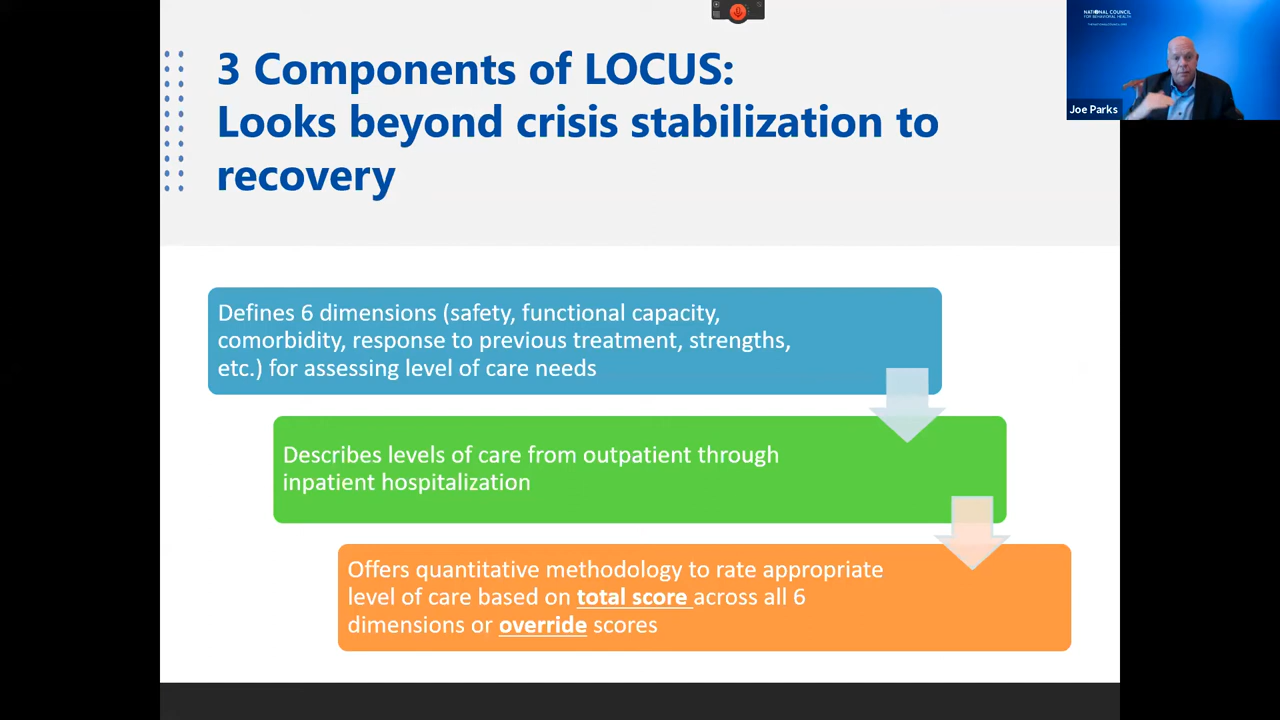 3 Components of LOCUS:
Looks beyond crisis stabilization to
recovery
NATIONAL COUNCIL
FOR BEHAVIORAL HEALTH
Joe Parks
Defines 6 dimensions (safety, functional capacity,
comorbidity, response to previous treatment, strengths,
etc.) for assessing level of care needs
Describes levels of care from outpatient through
inpatient hospitalization
Offers quantitative methodology to rate appropriate
level of care based on total score across all 6
dimensions or override scores